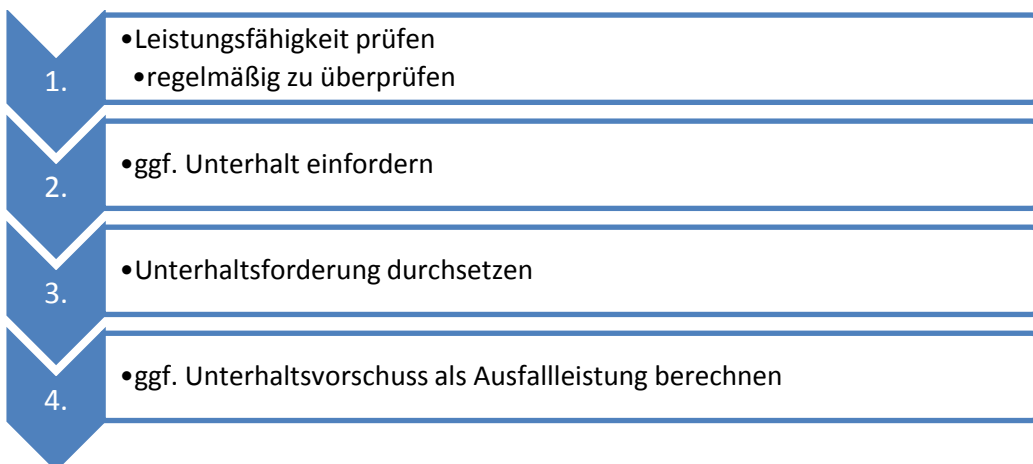 1.
•Leistungsfähigkeit prüfen
•regelmäßig zu überprüfen
2.
•ggf. Unterhalt einfordern
3.
•Unterhaltsforderung durchsetzen
4.
•ggf. Unterhaltsvorschuss als Ausfallleistung berechnen